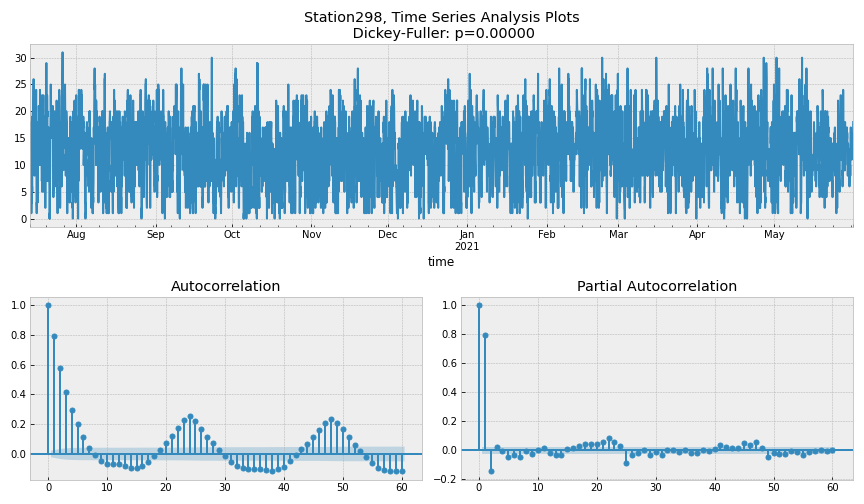 Station298, Time Series Analysis Plots
Dickey-Fuller: p=0.00000
30
25
20
15
10
5
0
Aug Sep Oct Nov Dec Jan Feb Mar Apr May
2021
time
Autocorrelation
1.0
0.8
0.6
0.4
0.2
0.0
0 10 20 30 40 50 60
Partial Autocorrelation
1.0
0.8
0.6
0.4
0.2
0.0
−0.2
0 10 20 30 40 50 60